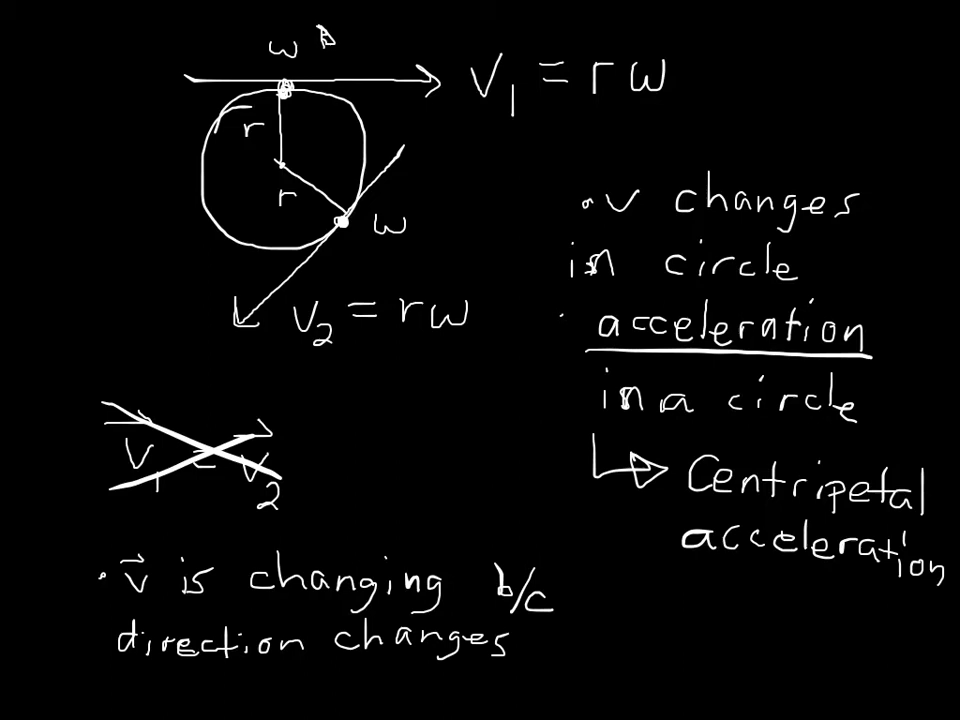 ω
V₁ = rω
r
r
ω
V₂ = rω
• v changes
in circle
• acceleration
in a circle
↳ Centripetal
acceleration
V₁ = V₂
• v⃗ is changing b/c
direction changes